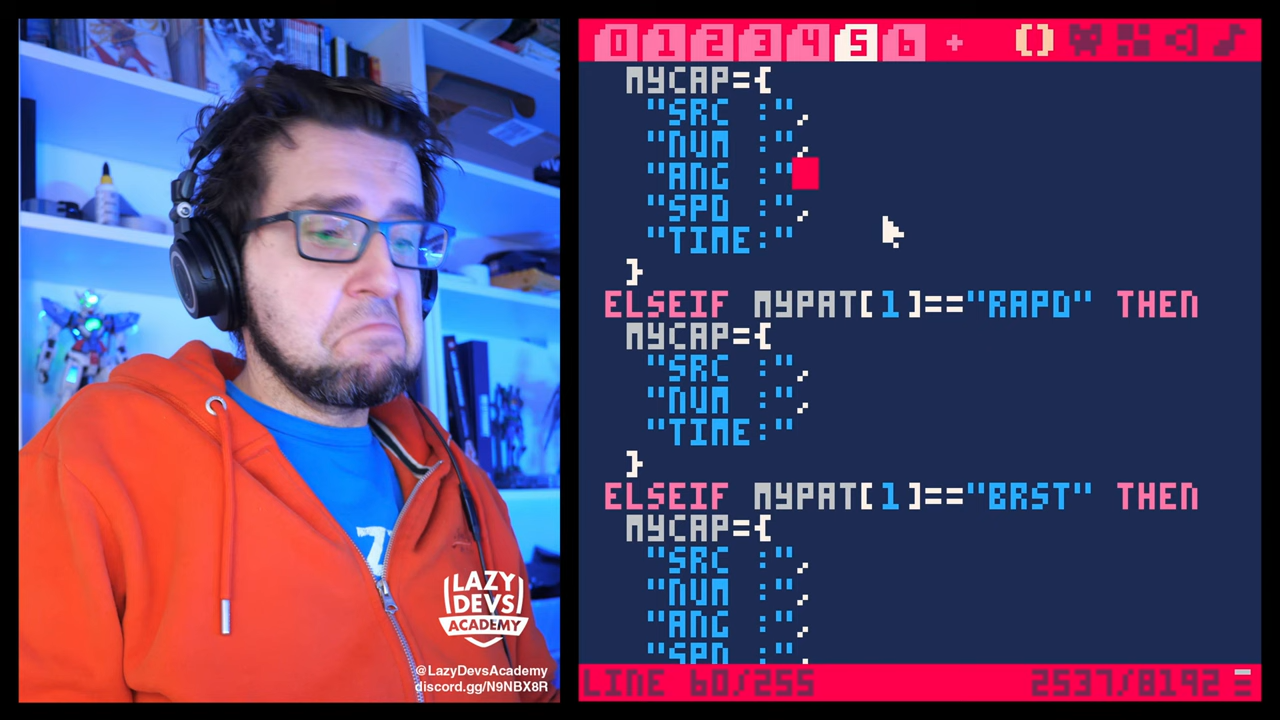 0 1 2 3 4 5 6 +
MYCAP={
"SRC :",
"NUM :",
"ANG :"
"SPD :",
"TIME:"
}
ELSEIF MYPAT[1]=="RAPD" THEN
MYCAP={
"SRC :",
"NUM :",
"TIME:"
}
ELSEIF MYPAT[1]=="BRST" THEN
MYCAP={
"SRC :",
"NUM :",
"ANG :",
"SPD :",
LINE 60/255
2537/8192
LAZY
DEVS
ACADEMY
@LazyDevsAcademy
discord.gg/N9NBX8R